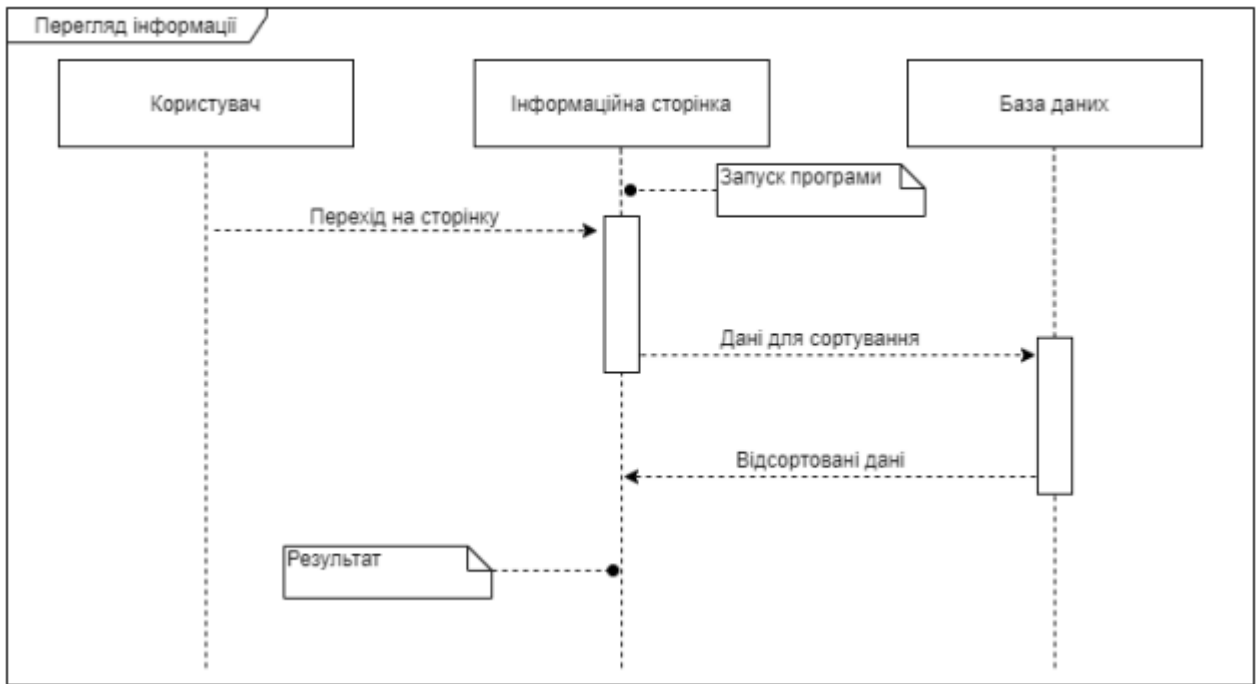 Перегляд інформації
Користувач
Інформаційна сторінка
База даних
Запуск програми
Перехід на сторінку
Дані для сортування
Відсортовані дані
Результат